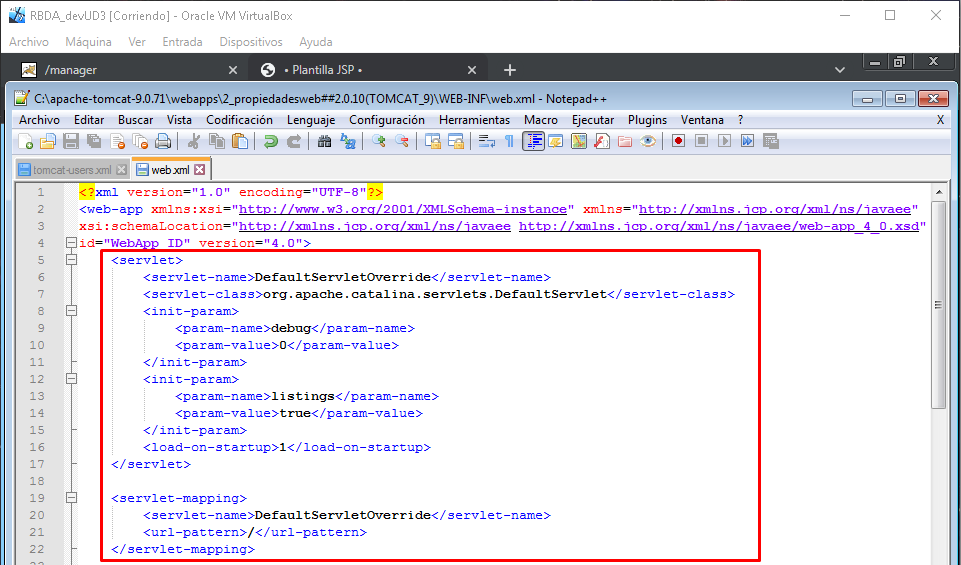 RBDA_devUD3 [Corriendo] - Oracle VM VirtualBox
Archivo Máquina Ver Entrada Dispositivos Ayuda
/manager • Plantilla JSP •
C:\apache-tomcat-9.0.71\webapps\2_propiedadesweb##2.0.10(TOMCAT_9)\WEB-INF\web.xml - Notepad++
Archivo Editar Buscar Vista Codificación Lenguaje Configuración Herramientas Macro Ejecutar Plugins Ventana ? X
tomcat-users.xml web.xml
1 <?xml version="1.0" encoding="UTF-8"?>
2 <web-app xmlns:xsi="http://www.w3.org/2001/XMLSchema-instance" xmlns="http://xmlns.jcp.org/xml/ns/javaee"
3 xsi:schemaLocation="http://xmlns.jcp.org/xml/ns/javaee http://xmlns.jcp.org/xml/ns/javaee/web-app_4_0.xsd"
4 id="WebApp ID" version="4.0">
5 <servlet>
6 <servlet-name>DefaultServletOverride</servlet-name>
7 <servlet-class>org.apache.catalina.servlets.DefaultServlet</servlet-class>
8 <init-param>
9 <param-name>debug</param-name>
10 <param-value>0</param-value>
11 </init-param>
12 <init-param>
13 <param-name>listings</param-name>
14 <param-value>true</param-value>
15 </init-param>
16 <load-on-startup>1</load-on-startup>
17 </servlet>
18
19 <servlet-mapping>
20 <servlet-name>DefaultServletOverride</servlet-name>
21 <url-pattern>/</url-pattern>
22 </servlet-mapping>